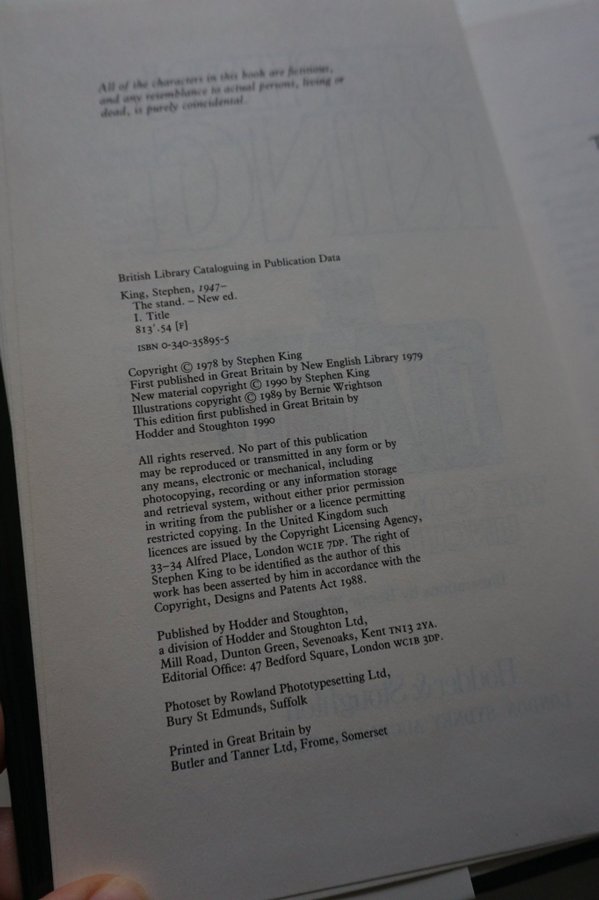 All of the characters in this book are fictitious,
and any resemblance to actual persons, living or
dead, is purely coincidental.
British Library Cataloguing in Publication Data
King, Stephen, 1947–
The stand. – New ed.
I. Title
813'.54 [F]
ISBN 0-340-35895-5
Copyright © 1978 by Stephen King
First published in Great Britain by New English Library 1979
New material copyright © 1990 by Stephen King
Illustrations copyright © 1989 by Bernie Wrightson
This edition first published in Great Britain by
Hodder and Stoughton 1990
All rights reserved. No part of this publication
may be reproduced or transmitted in any form or by
any means, electronic or mechanical, including
photocopying, recording or any information storage
and retrieval system, without either prior permission
in writing from the publisher or a licence permitting
restricted copying. In the United Kingdom such
licences are issued by the Copyright Licensing Agency,
33–34 Alfred Place, London WC1E 7DP. The right of
Stephen King to be identified as the author of this
work has been asserted by him in accordance with the
Copyright, Designs and Patents Act 1988.
Published by Hodder and Stoughton,
a division of Hodder and Stoughton Ltd,
Mill Road, Dunton Green, Sevenoaks, Kent TN13 2YA.
Editorial Office: 47 Bedford Square, London WC1B 3DP.
Photoset by Rowland Phototypesetting Ltd,
Bury St Edmunds, Suffolk
Printed in Great Britain by
Butler and Tanner Ltd, Frome, Somerset